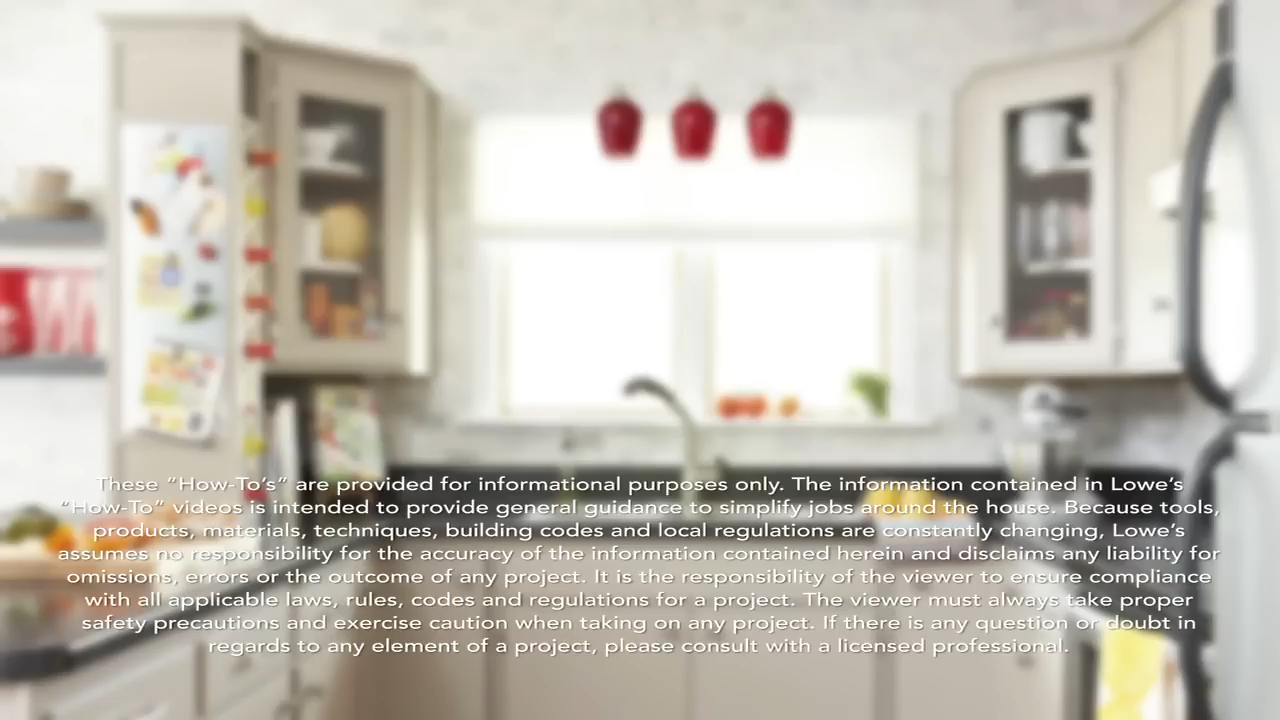 These “How-To’s” are provided for informational purposes only. The information contained in Lowe’s
“How-To” videos is intended to provide general guidance to simplify jobs around the house. Because tools,
products, materials, techniques, building codes and local regulations are constantly changing, Lowe’s
assumes no responsibility for the accuracy of the information contained herein and disclaims any liability for
omissions, errors or the outcome of any project. It is the responsibility of the viewer to ensure compliance
with all applicable laws, rules, codes and regulations for a project. The viewer must always take proper
safety precautions and exercise caution when taking on any project. If there is any question or doubt in
regards to any element of a project, please consult with a licensed professional.